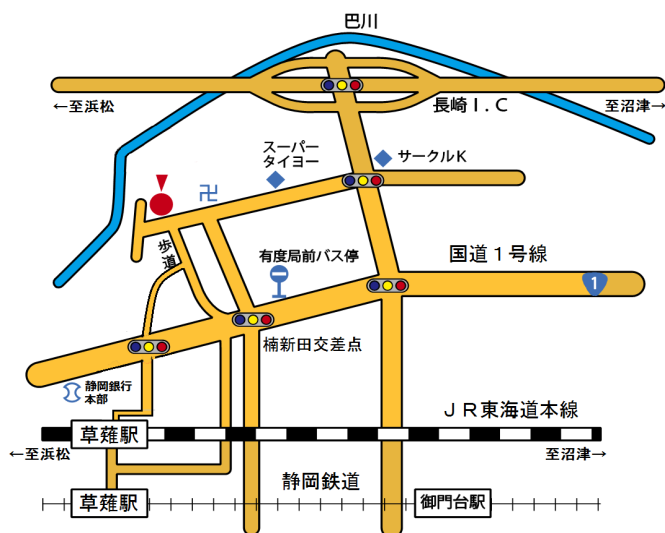 巴川
←至浜松
長崎I.C
至沼津→
スーパー
タイヨー
サークルK
卍
歩道
有度局前バス停
国道1号線
1
楠新田交差点
静岡銀行
本部
JR東海道本線
草薙駅
←至浜松
至沼津→
静岡鉄道
草薙駅
御門台駅